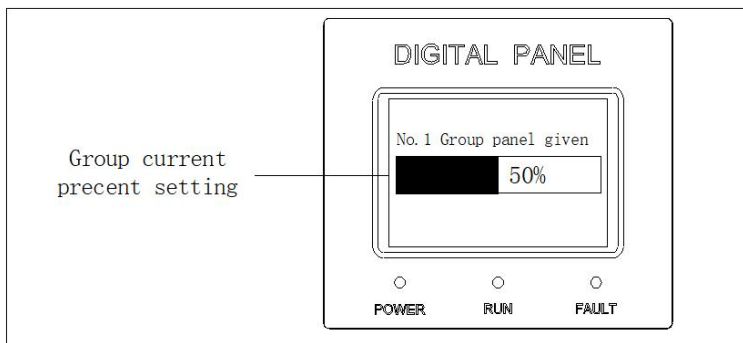 DIGITAL PANEL
No.1 Group panel given
50%
Group current
precent setting
POWER RUN FAULT